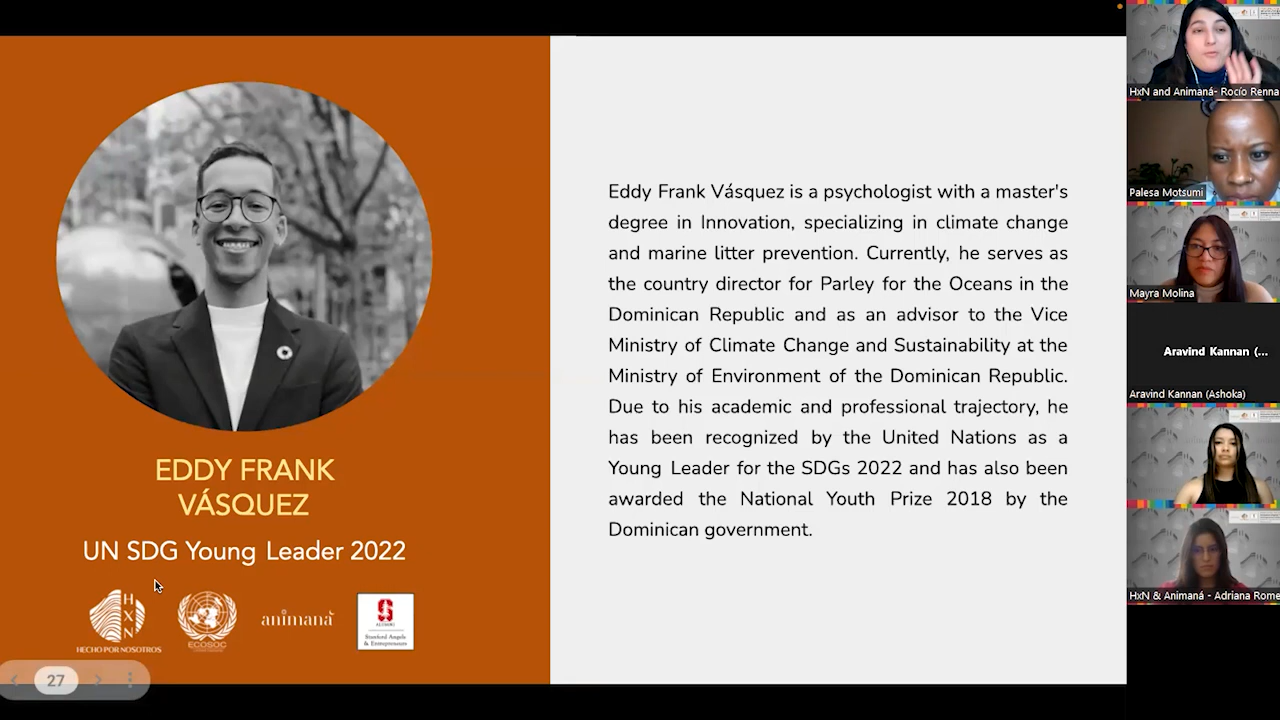 EDDY FRANK
VÁSQUEZ
UN SDG Young Leader 2022
HXN
HECHO POR NOSOTROS
ECOSOC
animaná
ALUMNI
Stanford Angels
& Entrepreneurs
27
Eddy Frank Vásquez is a psychologist with a master's
degree in Innovation, specializing in climate change
and marine litter prevention. Currently, he serves as
the country director for Parley for the Oceans in the
Dominican Republic and as an advisor to the Vice
Ministry of Climate Change and Sustainability at the
Ministry of Environment of the Dominican Republic.
Due to his academic and professional trajectory, he
has been recognized by the United Nations as a
Young Leader for the SDGs 2022 and has also been
awarded the National Youth Prize 2018 by the
Dominican government.
HxN and Animaná- Rocío Renna
Palesa Motsumi
Mayra Molina
Aravind Kannan (...
Aravind Kannan (Ashoka)
HxN & Animaná - Adriana Rome